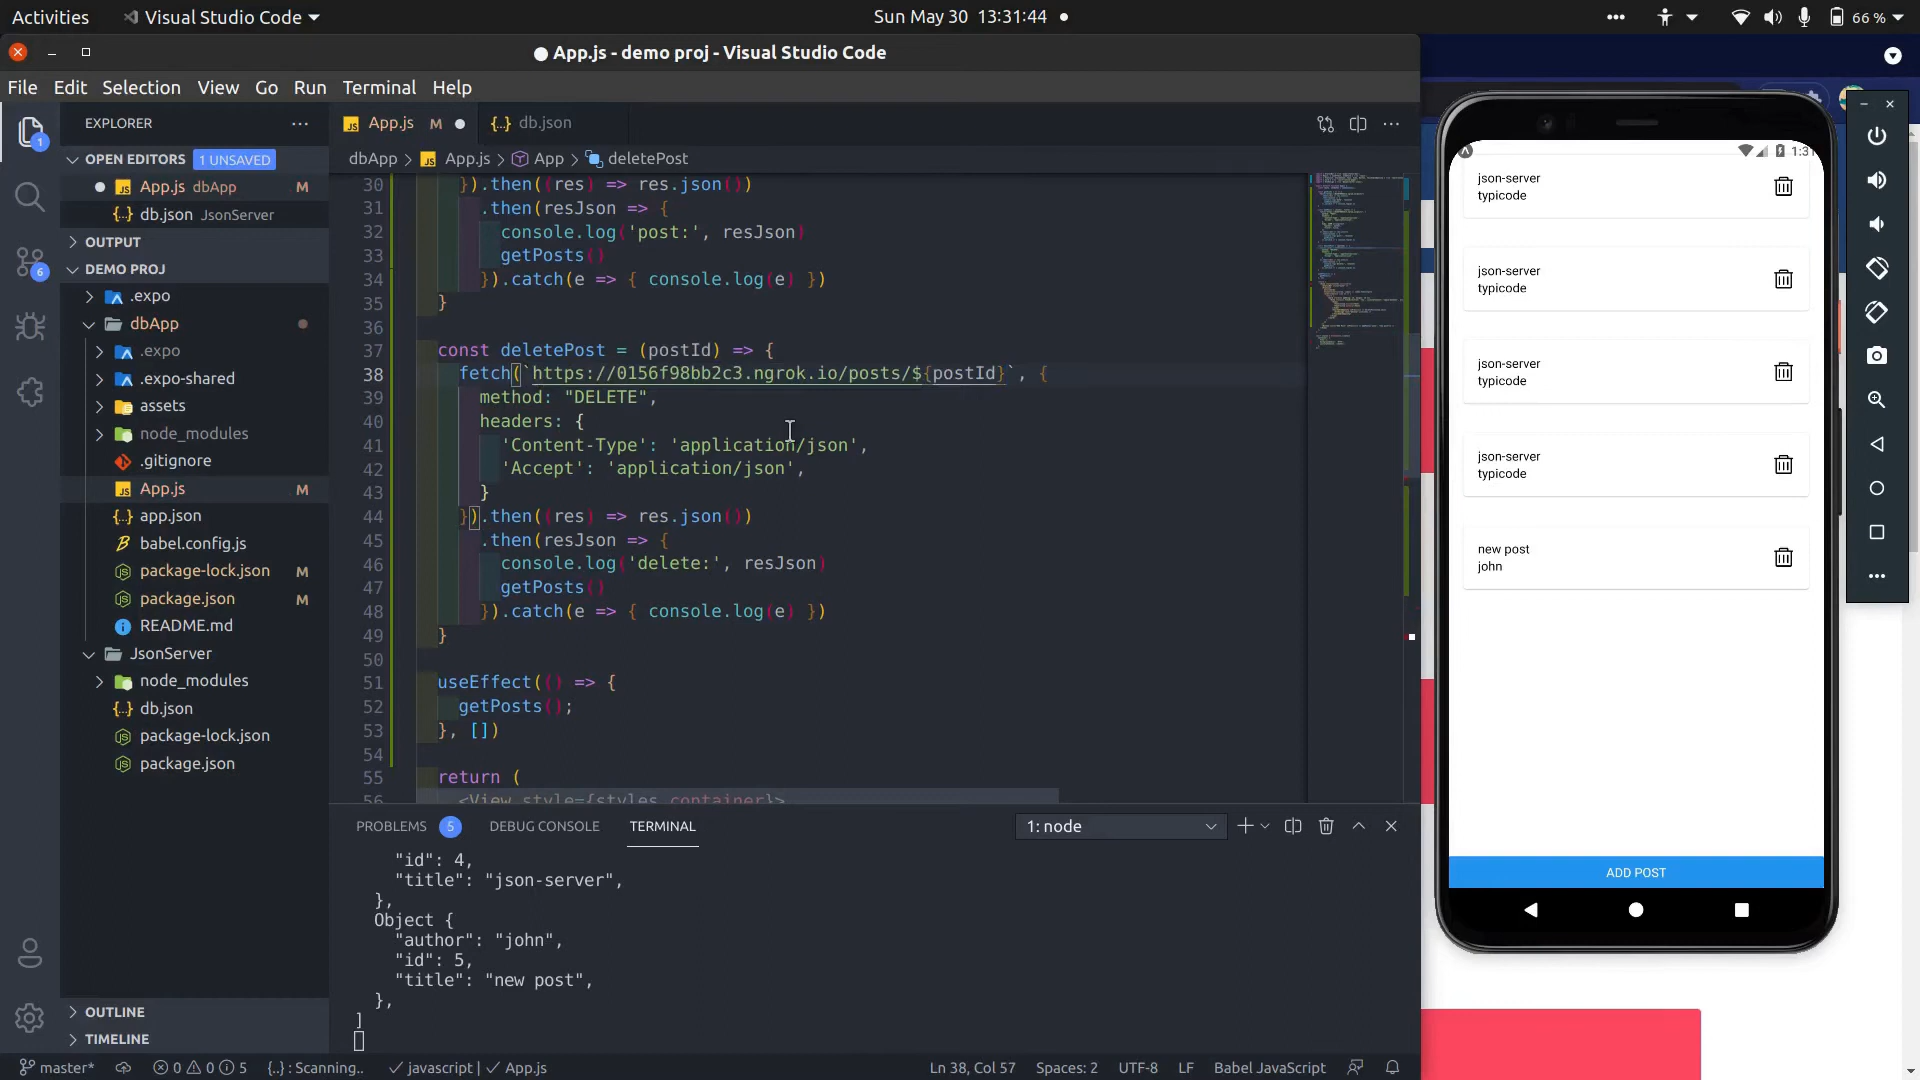 Activities
Visual Studio Code
Sun May 30 13:31:44
66 %
App.js - demo proj - Visual Studio Code
File Edit Selection View Go Run Terminal Help
EXPLORER
OPEN EDITORS 1 UNSAVED
App.js dbApp M
db.json JsonServer
OUTPUT
DEMO PROJ
.expo
dbApp
.expo
.expo-shared
assets
node_modules
.gitignore
App.js M
app.json
babel.config.js
package-lock.json M
package.json M
README.md
JsonServer
node_modules
db.json
package-lock.json
package.json
OUTLINE
TIMELINE
1
6
App.js M
db.json
dbApp > App.js > App > deletePost
30 }).then((res) => res.json())
31 .then(resJson => {
32 console.log('post:', resJson)
33 getPosts()
34 }).catch(e => { console.log(e) })
35 }
36
37 const deletePost = (postId) => {
38 fetch(`https://0156f98bb2c3.ngrok.io/posts/${postId}`, {
39 method: "DELETE",
40 headers: {
41 'Content-Type': 'application/json',
42 'Accept': 'application/json',
43 }
44 }).then((res) => res.json())
45 .then(resJson => {
46 console.log('delete:', resJson)
47 getPosts()
48 }).catch(e => { console.log(e) })
49 }
50
51 useEffect(() => {
52 getPosts();
53 }, [])
54
55 return (
56 <View style={styles.container}>
PROBLEMS 5 DEBUG CONSOLE TERMINAL
1: node
"id": 4,
"title": "json-server",
},
Object {
"author": "john",
"id": 5,
"title": "new post",
},
]
master* 0 0 5 {..} : Scanning.. javascript | App.js
Ln 38, Col 57 Spaces: 2 UTF-8 LF Babel JavaScript
json-server
typicode
json-server
typicode
json-server
typicode
json-server
typicode
new post
john
ADD POST